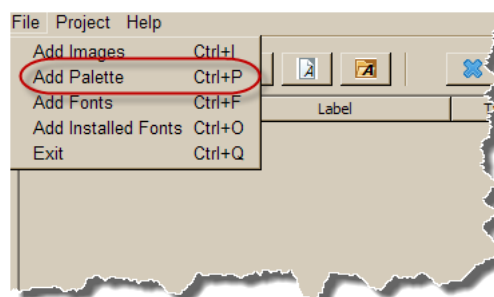 File Project Help
Add Images Ctrl+I
Add Palette Ctrl+P
Add Fonts Ctrl+F
Add Installed Fonts Ctrl+O
Exit Ctrl+Q
A A
Label